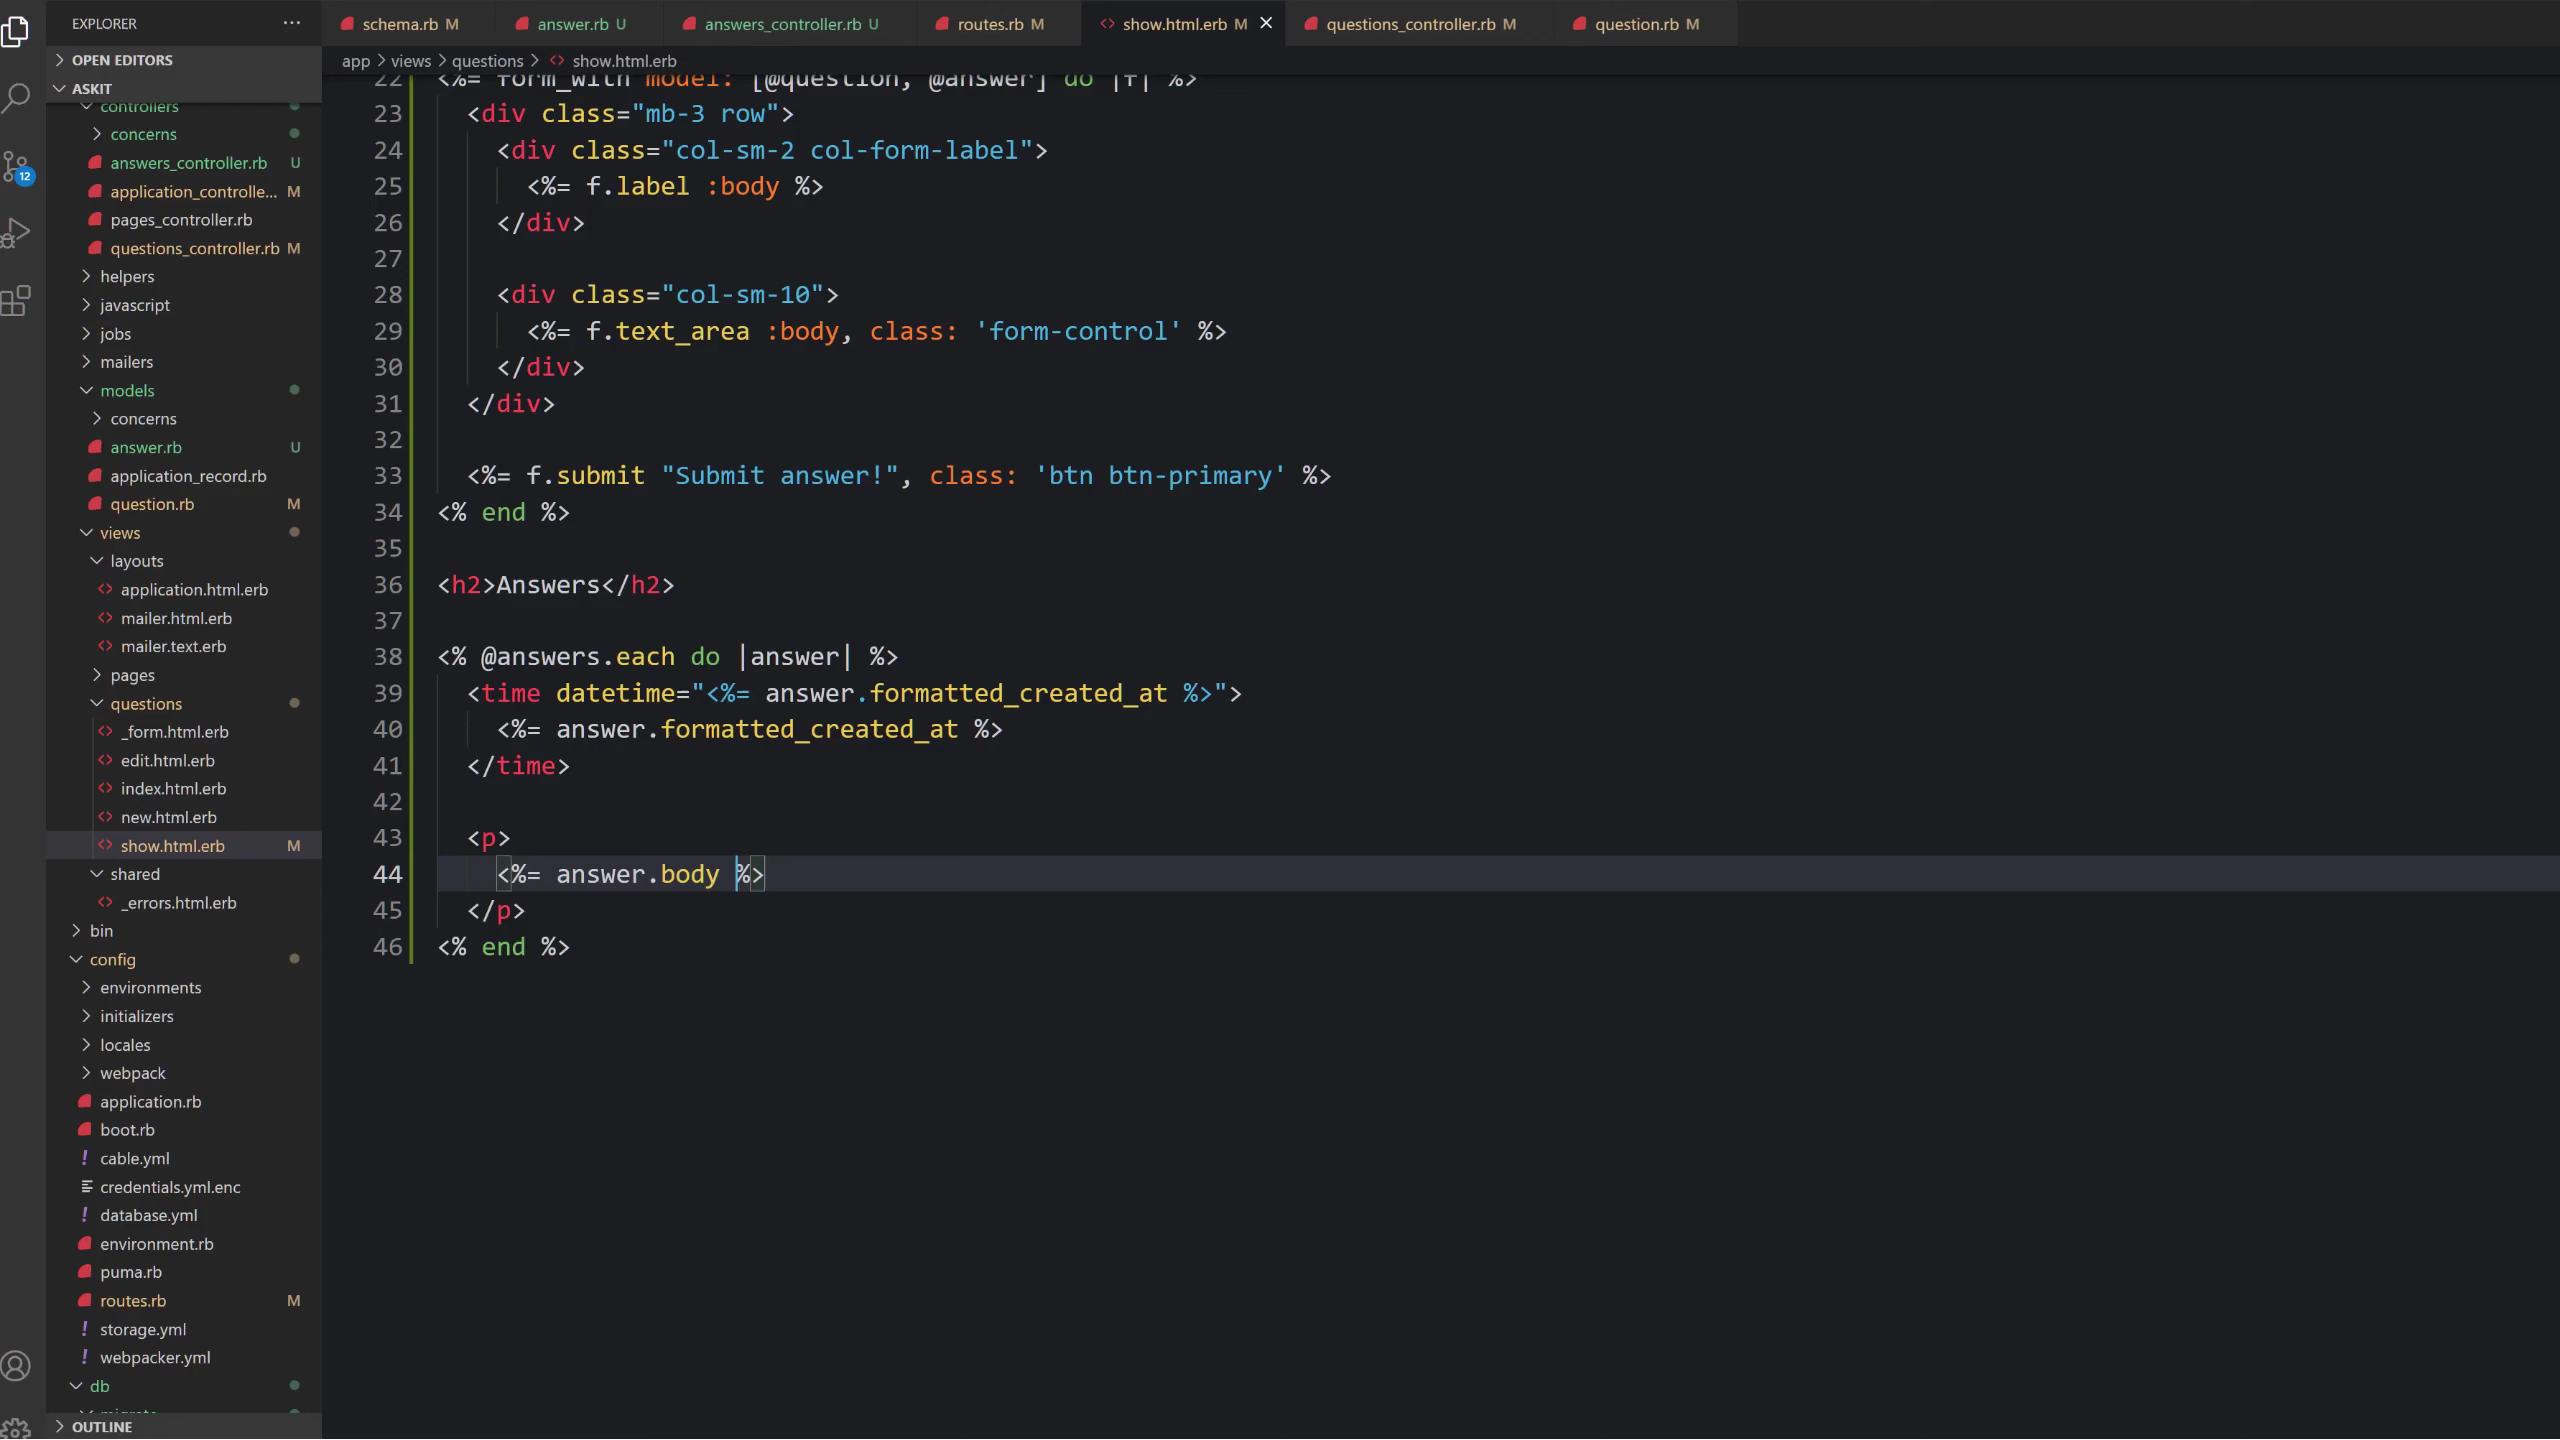 EXPLORER
OPEN EDITORS
ASKIT
controllers
concerns
answers_controller.rb U
application_controlle... M
pages_controller.rb
questions_controller.rb M
helpers
javascript
jobs
mailers
models
concerns
answer.rb U
application_record.rb
question.rb M
views
layouts
application.html.erb
mailer.html.erb
mailer.text.erb
pages
questions
_form.html.erb
edit.html.erb
index.html.erb
new.html.erb
show.html.erb M
shared
_errors.html.erb
bin
config
environments
initializers
locales
webpack
application.rb
boot.rb
cable.yml
credentials.yml.enc
database.yml
environment.rb
puma.rb
routes.rb M
storage.yml
webpacker.yml
db
migrate
OUTLINE
12
schema.rb M
answer.rb U
answers_controller.rb U
routes.rb M
show.html.erb M
questions_controller.rb M
question.rb M
app > views > questions > show.html.erb
22 <%= form_with model: [@question, @answer] do |f| %>
23 <div class="mb-3 row">
24 <div class="col-sm-2 col-form-label">
25 <%= f.label :body %>
26 </div>
27
28 <div class="col-sm-10">
29 <%= f.text_area :body, class: 'form-control' %>
30 </div>
31 </div>
32
33 <%= f.submit "Submit answer!", class: 'btn btn-primary' %>
34 <% end %>
35
36 <h2>Answers</h2>
37
38 <% @answers.each do |answer| %>
39 <time datetime="<%= answer.formatted_created_at %>">
40 <%= answer.formatted_created_at %>
41 </time>
42
43 <p>
44 <%= answer.body %>
45 </p>
46 <% end %>